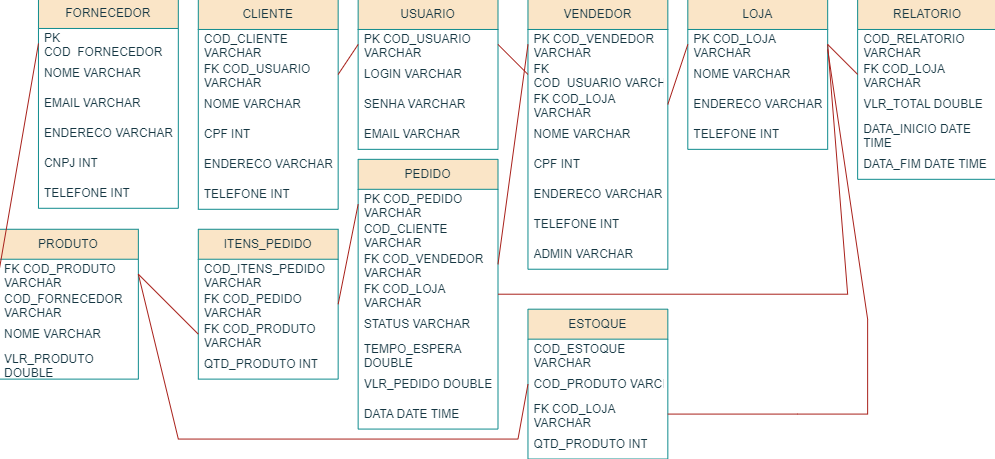 FORNECEDOR
PK
COD_FORNECEDOR
NOME VARCHAR
EMAIL VARCHAR
ENDERECO VARCHAR
CNPJ INT
TELEFONE INT
CLIENTE
COD_CLIENTE
VARCHAR
FK COD_USUARIO
VARCHAR
NOME VARCHAR
CPF INT
ENDERECO VARCHAR
TELEFONE INT
USUARIO
PK COD_USUARIO
VARCHAR
LOGIN VARCHAR
SENHA VARCHAR
EMAIL VARCHAR
VENDEDOR
PK COD_VENDEDOR
VARCHAR
FK
COD_USUARIO VARCH
FK COD_LOJA
VARCHAR
NOME VARCHAR
CPF INT
ENDERECO VARCHAR
TELEFONE INT
ADMIN VARCHAR
LOJA
PK COD_LOJA
VARCHAR
NOME VARCHAR
ENDERECO VARCHAR
TELEFONE INT
RELATORIO
COD_RELATORIO
VARCHAR
FK COD_LOJA
VARCHAR
VLR_TOTAL DOUBLE
DATA_INICIO DATE
TIME
DATA_FIM DATE TIME
PRODUTO
FK COD_PRODUTO
VARCHAR
COD_FORNECEDOR
VARCHAR
NOME VARCHAR
VLR_PRODUTO
DOUBLE
ITENS_PEDIDO
COD_ITENS_PEDIDO
VARCHAR
FK COD_PEDIDO
VARCHAR
FK COD_PRODUTO
VARCHAR
QTD_PRODUTO INT
PEDIDO
PK COD_PEDIDO
VARCHAR
COD_CLIENTE
VARCHAR
FK COD_VENDEDOR
VARCHAR
FK COD_LOJA
VARCHAR
STATUS VARCHAR
TEMPO_ESPERA
DOUBLE
VLR_PEDIDO DOUBLE
DATA DATE TIME
ESTOQUE
COD_ESTOQUE
VARCHAR
COD_PRODUTO VARC
FK COD_LOJA
VARCHAR
QTD_PRODUTO INT